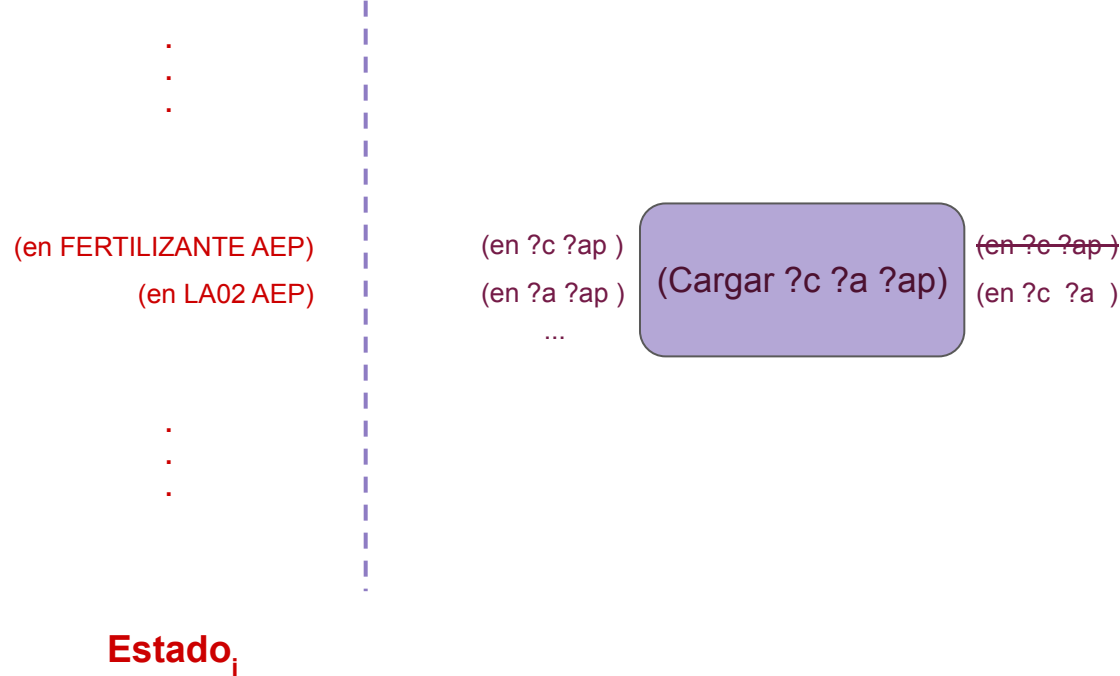 .
.
.
(en FERTILIZANTE AEP)
(en LA02 AEP)
.
.
.
Estadoi
(en ?c ?ap )
(en ?a ?ap )
...
(Cargar ?c ?a ?ap)
(en ?c ?ap )
(en ?c ?a )